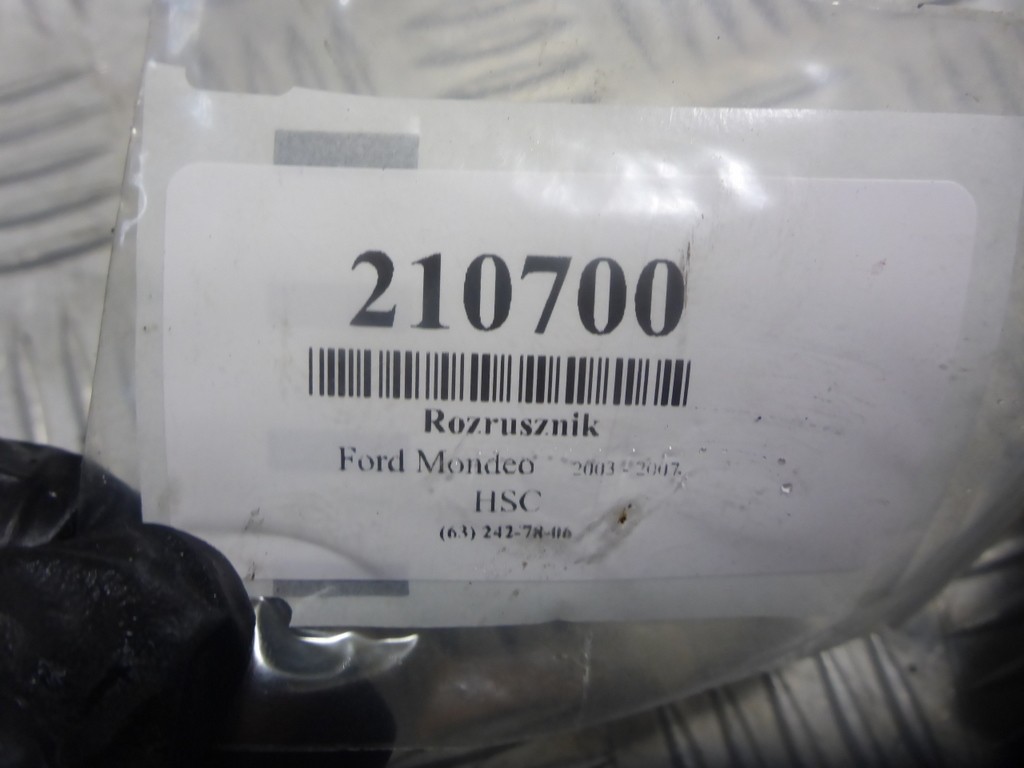 210700
Rozrusznik
Ford Mondeo 2003 - 2007
HSC
(63) 242-78-06